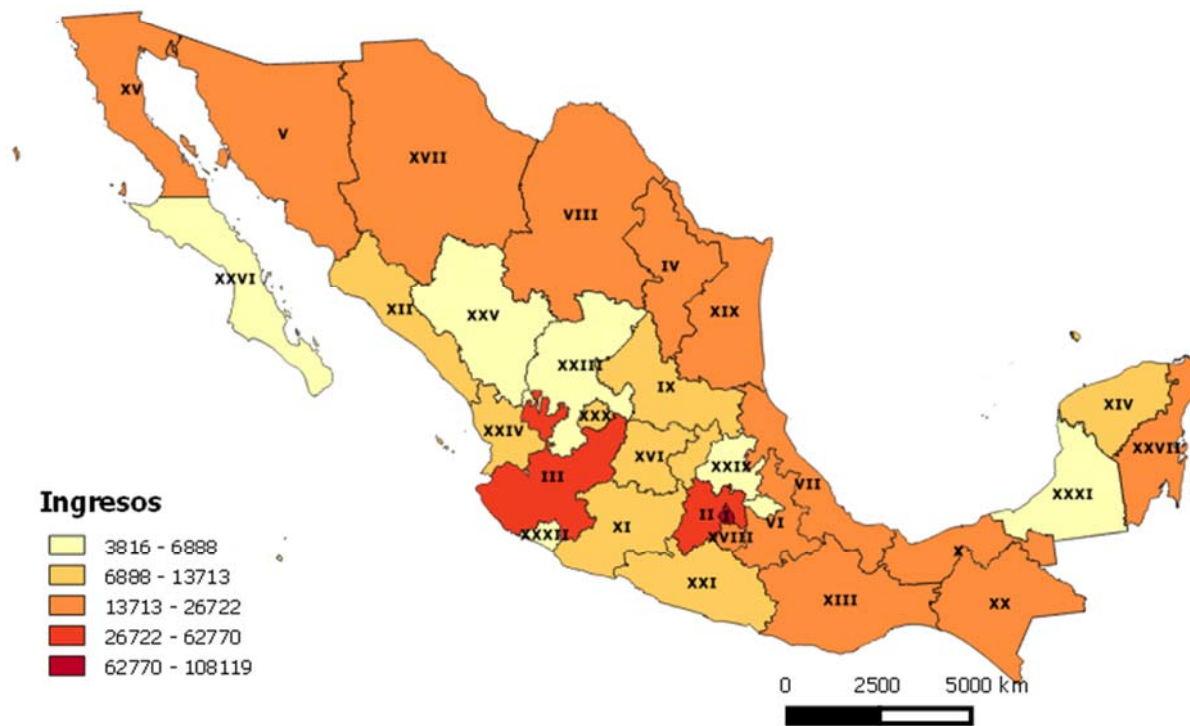 XV
V
XVII
VIII
IV
XXVI
XII
XXV
XIX
XXIII
IX
XXIV
XXX
XVI
XXIX
III
VII
XIV
XXVII
XXXI
XXXII
XI
II
I
VI
XVIII
X
XXI
XIII
XX
Ingresos
3816 - 6888
6888 - 13713
13713 - 26722
26722 - 62770
62770 - 108119
0 2500 5000 km